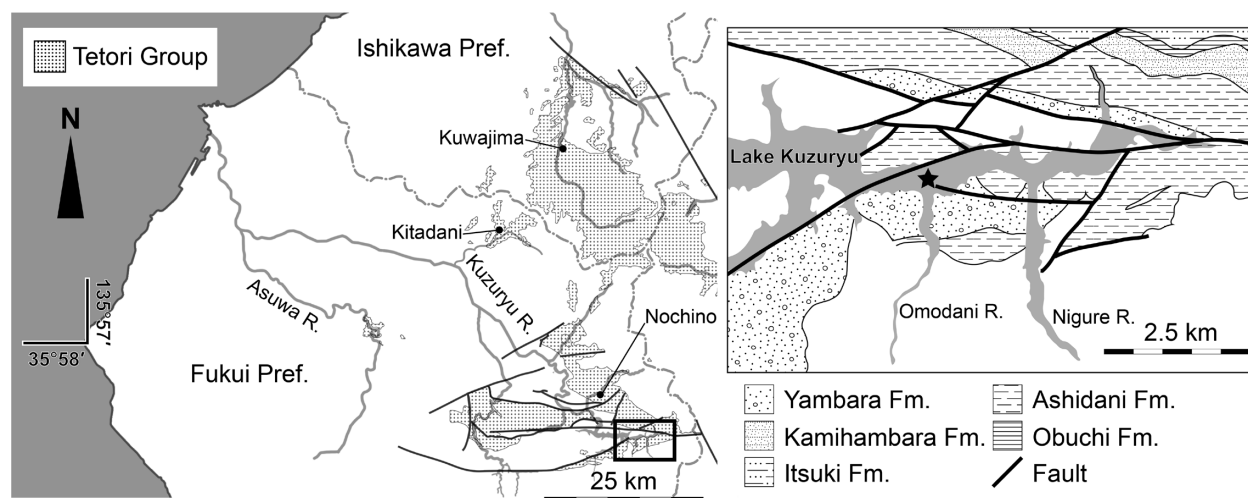 Tetori Group
Ishikawa Pref.
N
Kuwajima
Kitadani
Kuzuryu R.
Asuwa R.
135°57′
35°58′
Nochino
Fukui Pref.
25 km
Lake Kuzuryu
Omodani R.
Nigure R.
2.5 km
Yambara Fm.
Ashidani Fm.
Kamihambara Fm.
Obuchi Fm.
Itsuki Fm.
Fault